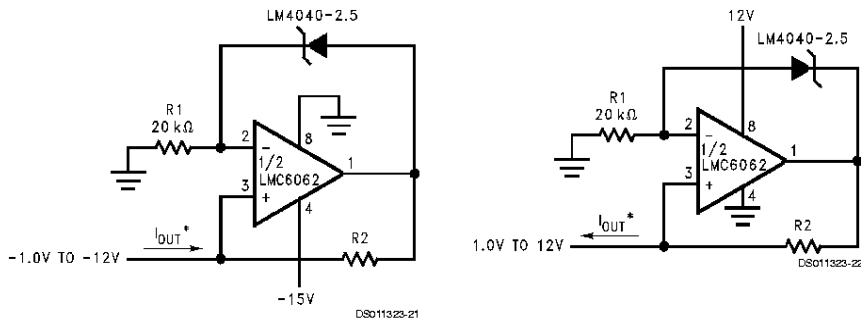 LM4040-2.5
R1
20 kΩ
2
−
8
1/2
LMC6062
1
3
+
4
IOUT*
R2
-1.0V TO -12V
-15V
DS011323-21
12V
LM4040-2.5
R1
20 kΩ
2
−
8
1/2
LMC6062
1
3
+
4
IOUT*
R2
1.0V TO 12V
DS011323-22